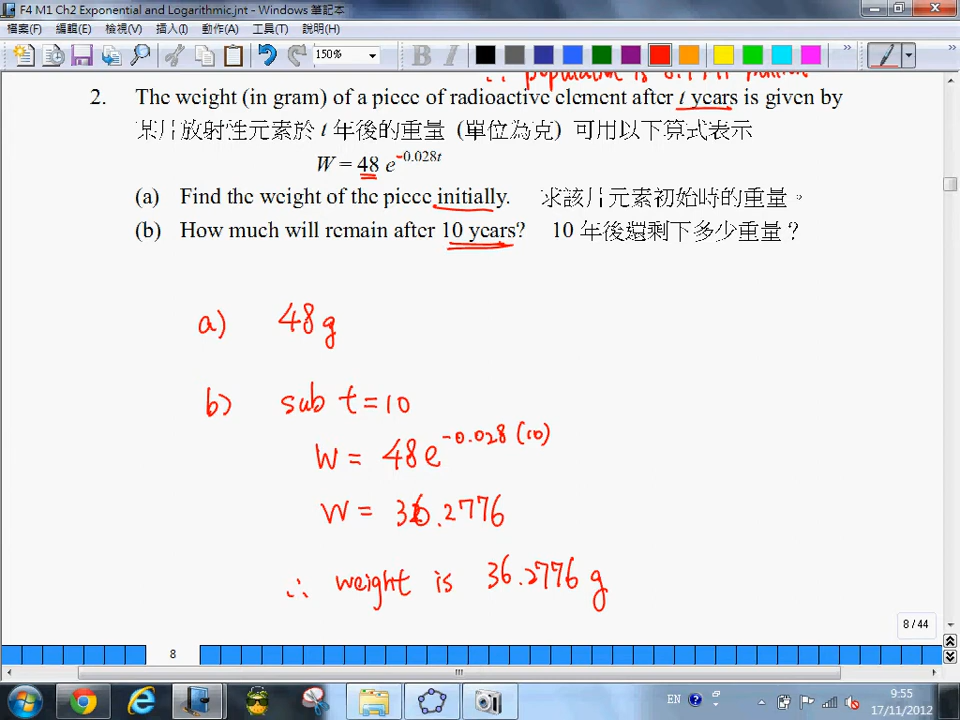 F4 M1 Ch2 Exponential and Logarithmic.jnt - Windows 筆記本
檔案(F) 編輯(E) 檢視(V) 插入(I) 動作(A) 工具(T) 說明(H)
150% B I
∴ population is
2. The weight (in gram) of a piece of radioactive element after t years is given by
某片放射性元素於 t 年後的重量 (單位為克) 可用以下算式表示
W = 48 e^-0.028t
(a) Find the weight of the piece initially. 求該片元素初始時的重量。
(b) How much will remain after 10 years? 10 年後還剩下多少重量？
a) 48g
b) sub t=10
W = 48e^-0.028(10)
W = 36.2776
∴ weight is 36.2776 g
8 / 44
8
EN
9:55
17/11/2012